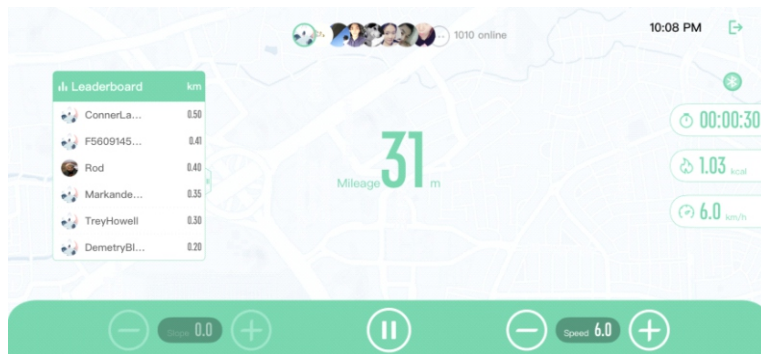 1010 online
10:08 PM
Leaderboard km
ConnerLa... 0.50
F5609145... 0.41
Rod 0.40
Markande... 0.35
TreyHowell 0.30
DemetryBl... 0.20
Mileage 31 m
00:00:30
1.03 kcal
6.0 km/h
Slope 0.0
Speed 6.0